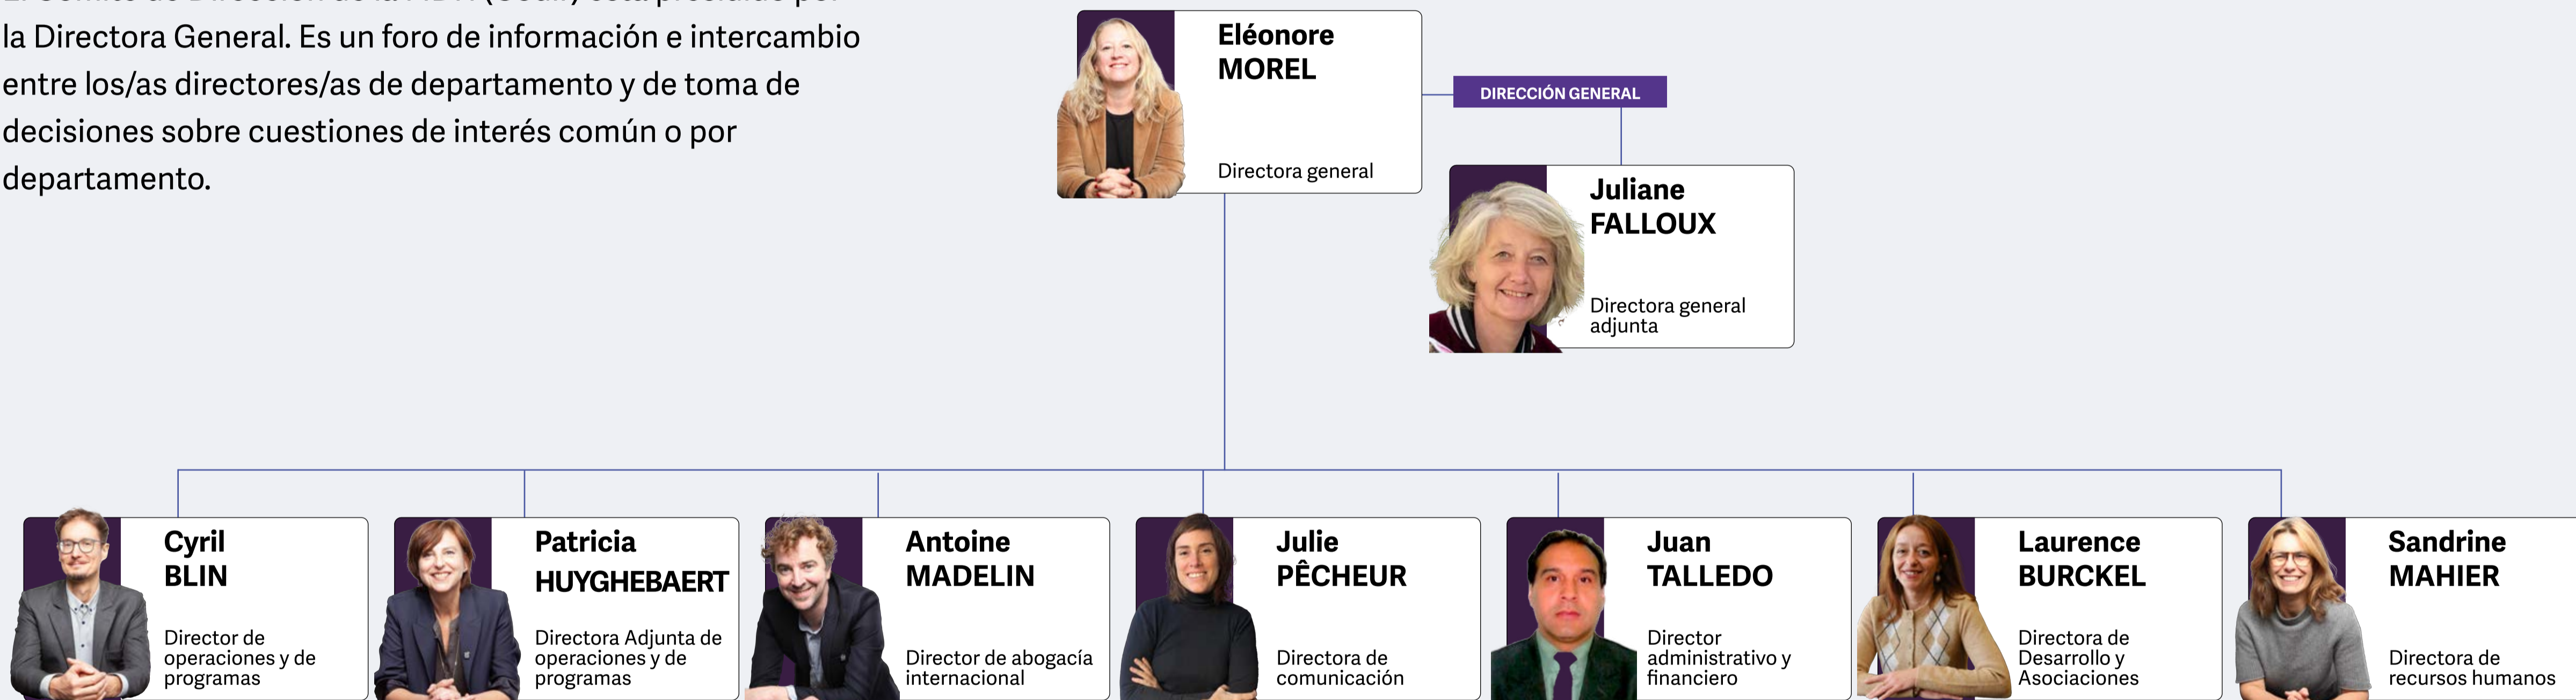 la Directora General. Es un foro de información e intercambio
entre los/as directores/as de departamento y de toma de
decisiones sobre cuestiones de interés común o por
departamento.
Eléonore
MOREL
Directora general
DIRECCIÓN GENERAL
Juliane
FALLOUX
Directora general
adjunta
Cyril
BLIN
Director de
operaciones y de
programas
Patricia
HUYGHEBAERT
Directora Adjunta de
operaciones y de
programas
Antoine
MADELIN
Director de abogacía
internacional
Julie
PÊCHEUR
Directora de
comunicación
Juan
TALLEDO
Director
administrativo y
financiero
Laurence
BURCKEL
Directora de
Desarrollo y
Asociaciones
Sandrine
MAHIER
Directora de
recursos humanos